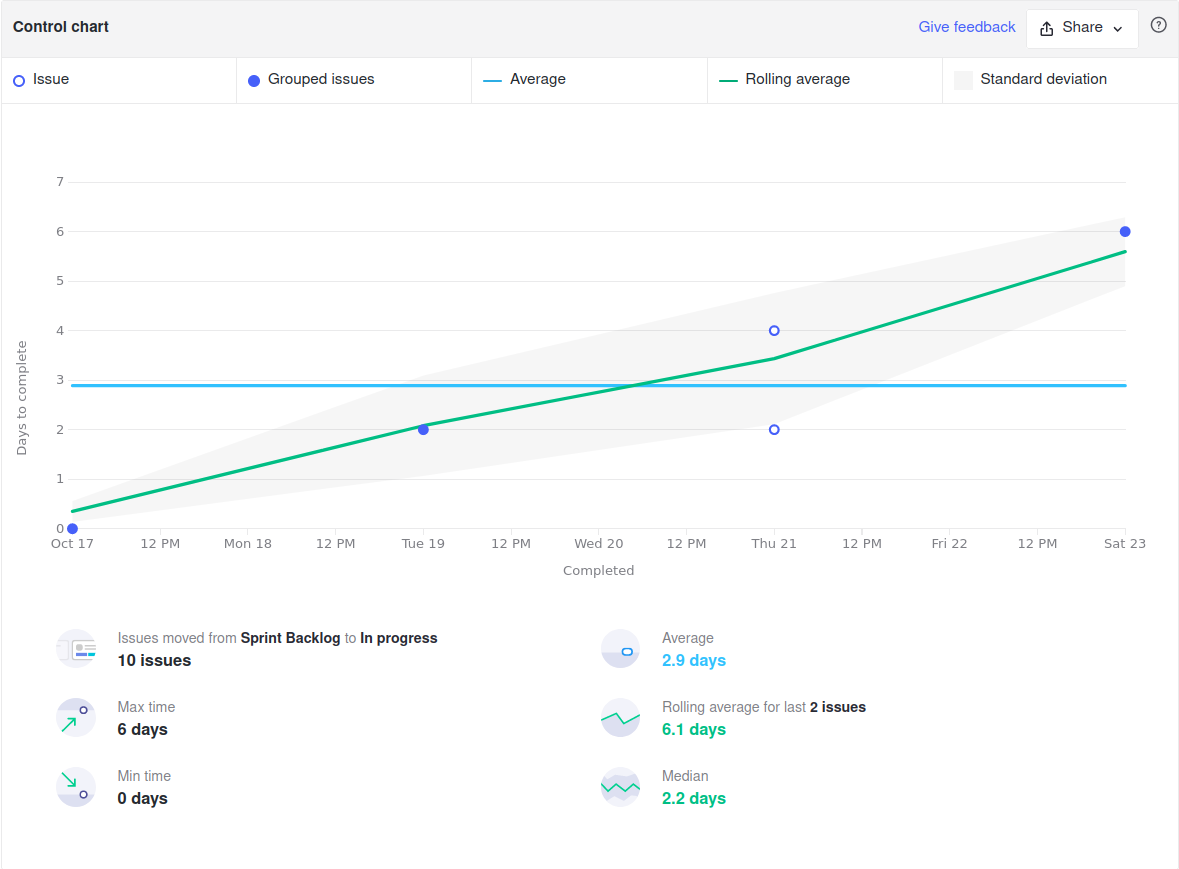 Control chart
Give feedback
Share
?
Issue
Grouped issues
Average
Rolling average
Standard deviation
7
6
5
4
3
2
1
0
Days to complete
Oct 17 12 PM Mon 18 12 PM Tue 19 12 PM Wed 20 12 PM Thu 21 12 PM Fri 22 12 PM Sat 23
Completed
Issues moved from Sprint Backlog to In progress
10 issues
Average
2.9 days
Max time
6 days
Rolling average for last 2 issues
6.1 days
Min time
0 days
Median
2.2 days